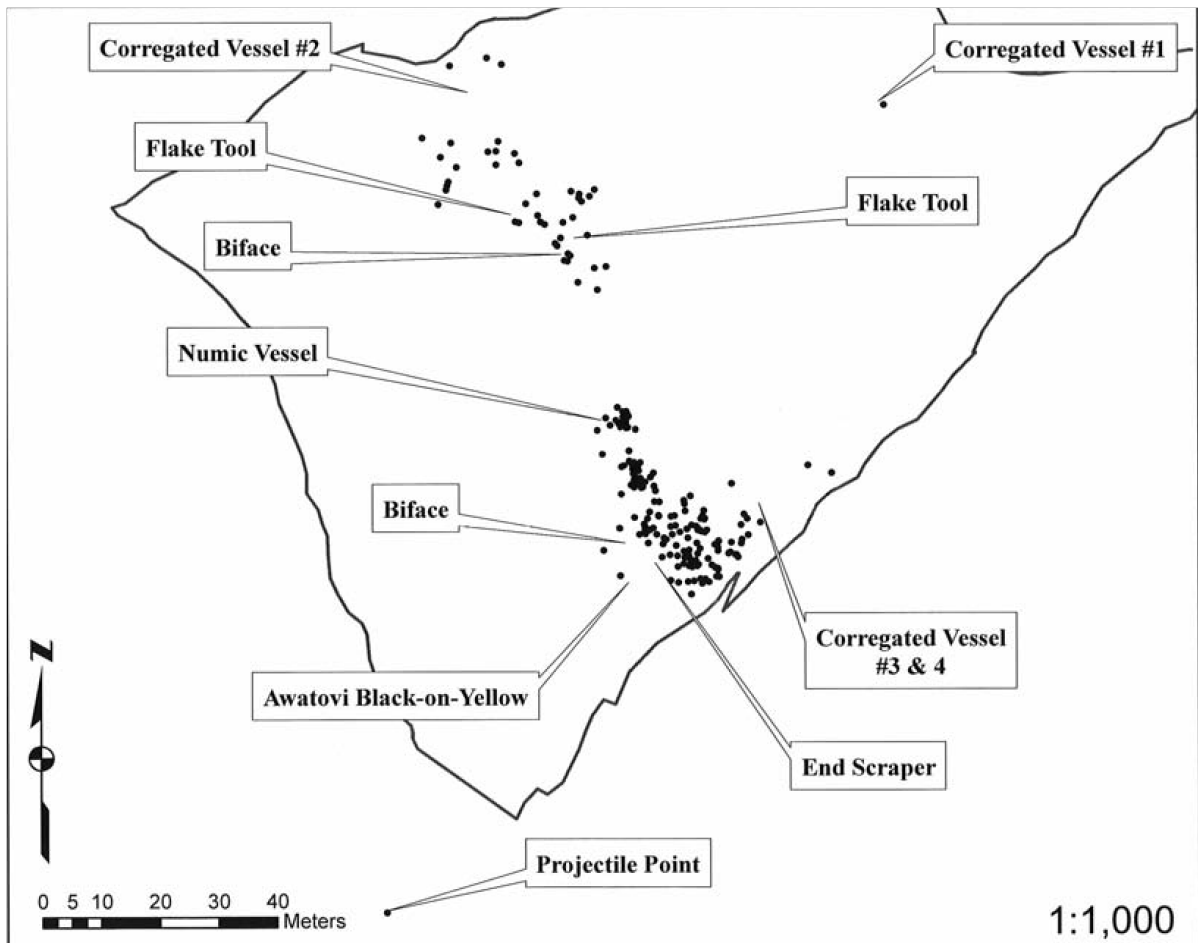 Corregated Vessel #2
Corregated Vessel #1
Flake Tool
Flake Tool
Biface
Numic Vessel
Biface
Corregated Vessel
#3 & 4
Awatovi Black-on-Yellow
End Scraper
N
Projectile Point
0 5 10 20 30 40
Meters
1:1,000